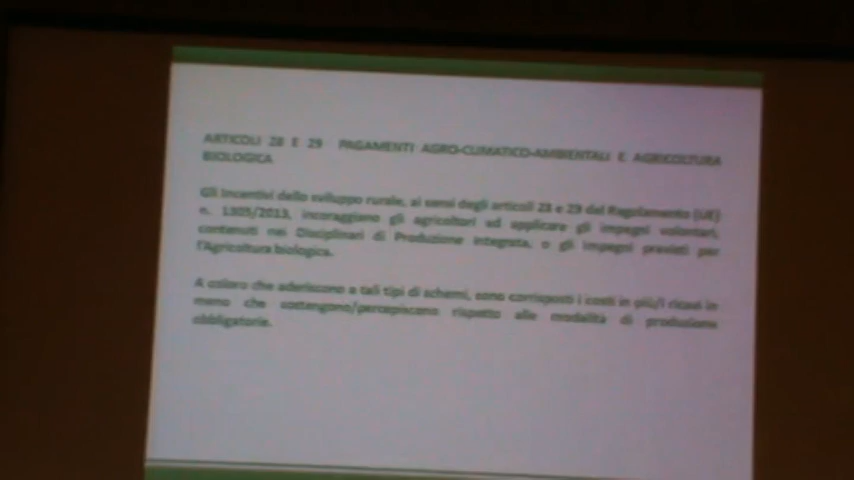 ARTICOLI 28 E 29 PAGAMENTI AGRO-CLIMATICO-AMBIENTALI E AGRICOLTURA
BIOLOGICA
Gli incentivi dello sviluppo rurale, ai sensi degli articoli 28 e 29 del Regolamento (UE)
n. 1305/2013, incoraggiano gli agricoltori ad applicare gli impegni volontari,
contenuti nei Disciplinari di Produzione Integrata, o gli impegni previsti per
l'Agricoltura biologica.
A coloro che aderiscono a tali tipi di schemi, sono corrisposti i costi in più/i ricavi in
meno che sostengono/percepiscono rispetto alle modalità di produzione
obbligatorie.